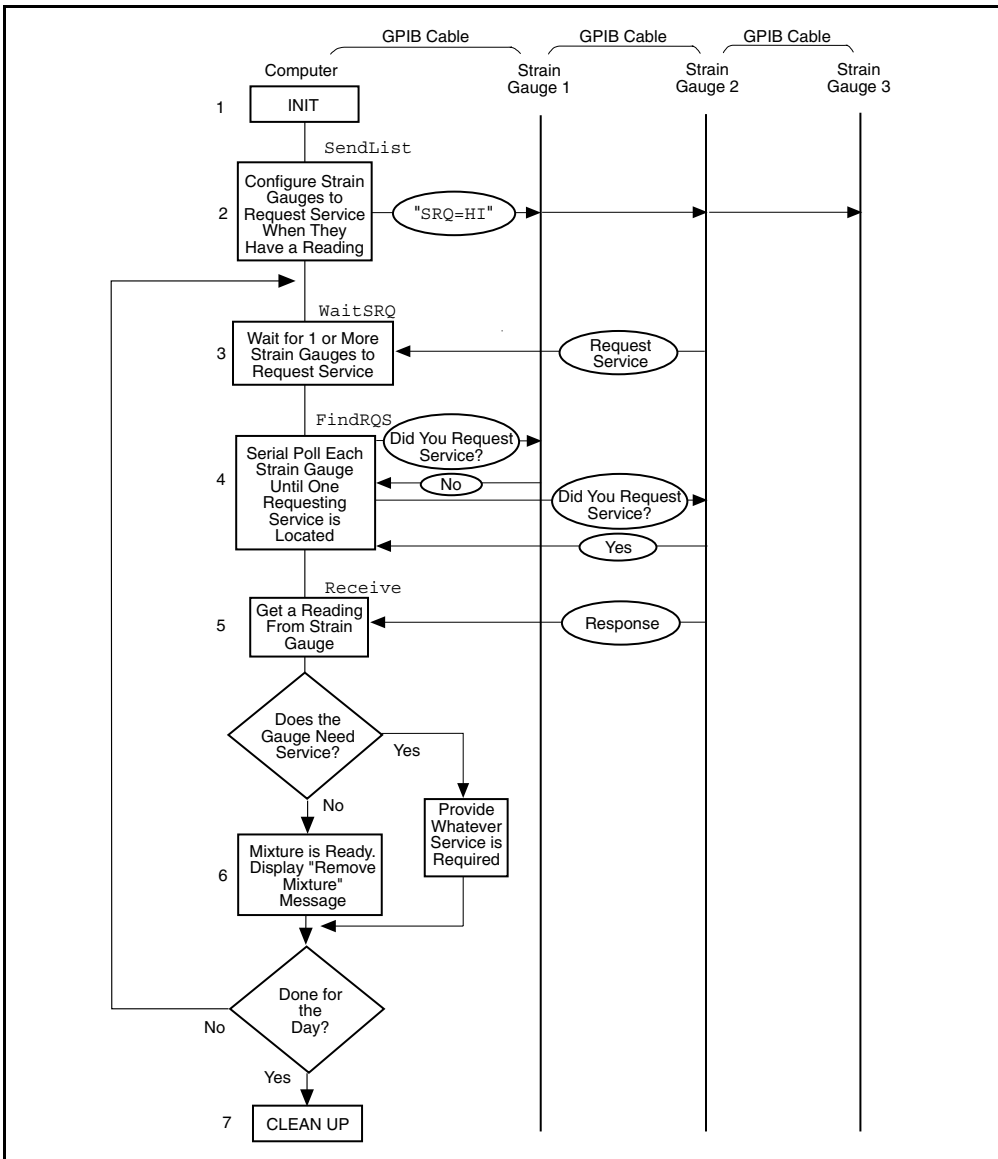 GPIB Cable GPIB Cable GPIB Cable
Computer
Strain
Gauge 1
Strain
Gauge 2
Strain
Gauge 3
1
INIT
SendList
2
Configure Strain
Gauges to
Request Service
When They
Have a Reading
"SRQ=HI"
WaitSRQ
3
Wait for 1 or More
Strain Gauges to
Request Service
Request
Service
FindRQS
4
Serial Poll Each
Strain Gauge
Until One
Requesting
Service is
Located
Did You Request
Service?
No
Did You Request
Service?
Yes
Receive
5
Get a Reading
From Strain
Gauge
Response
Does the
Gauge Need
Service?
Yes
No
Provide
Whatever
Service is
Required
6
Mixture is Ready.
Display "Remove
Mixture"
Message
Done for
the
Day?
No
Yes
7
CLEAN UP